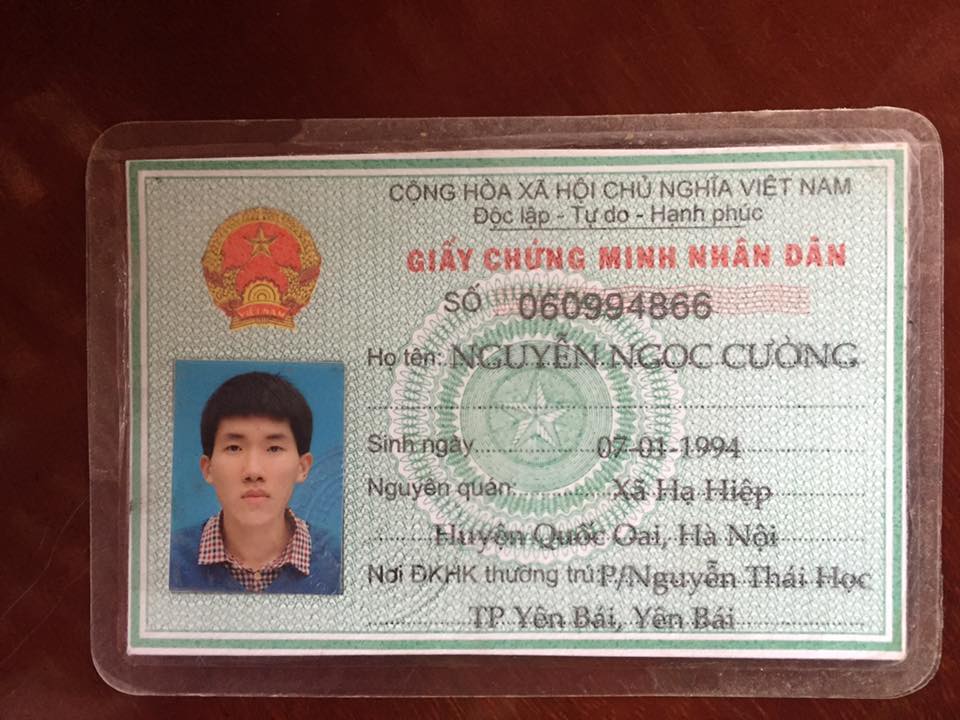 CỘNG HÒA XÃ HỘI CHỦ NGHĨA VIỆT NAM
Độc lập - Tự do - Hạnh phúc
GIẤY CHỨNG MINH NHÂN DÂN
SỐ 060994866
Họ tên: NGUYỄN NGỌC CƯỜNG
Sinh ngày 07-01-1994
Nguyên quán: Xã Hạ Hiệp
Huyện Quốc Oai, Hà Nội
Nơi ĐKHK thường trú: P/Nguyễn Thái Học
TP Yên Bái, Yên Bái
VIỆT NAM